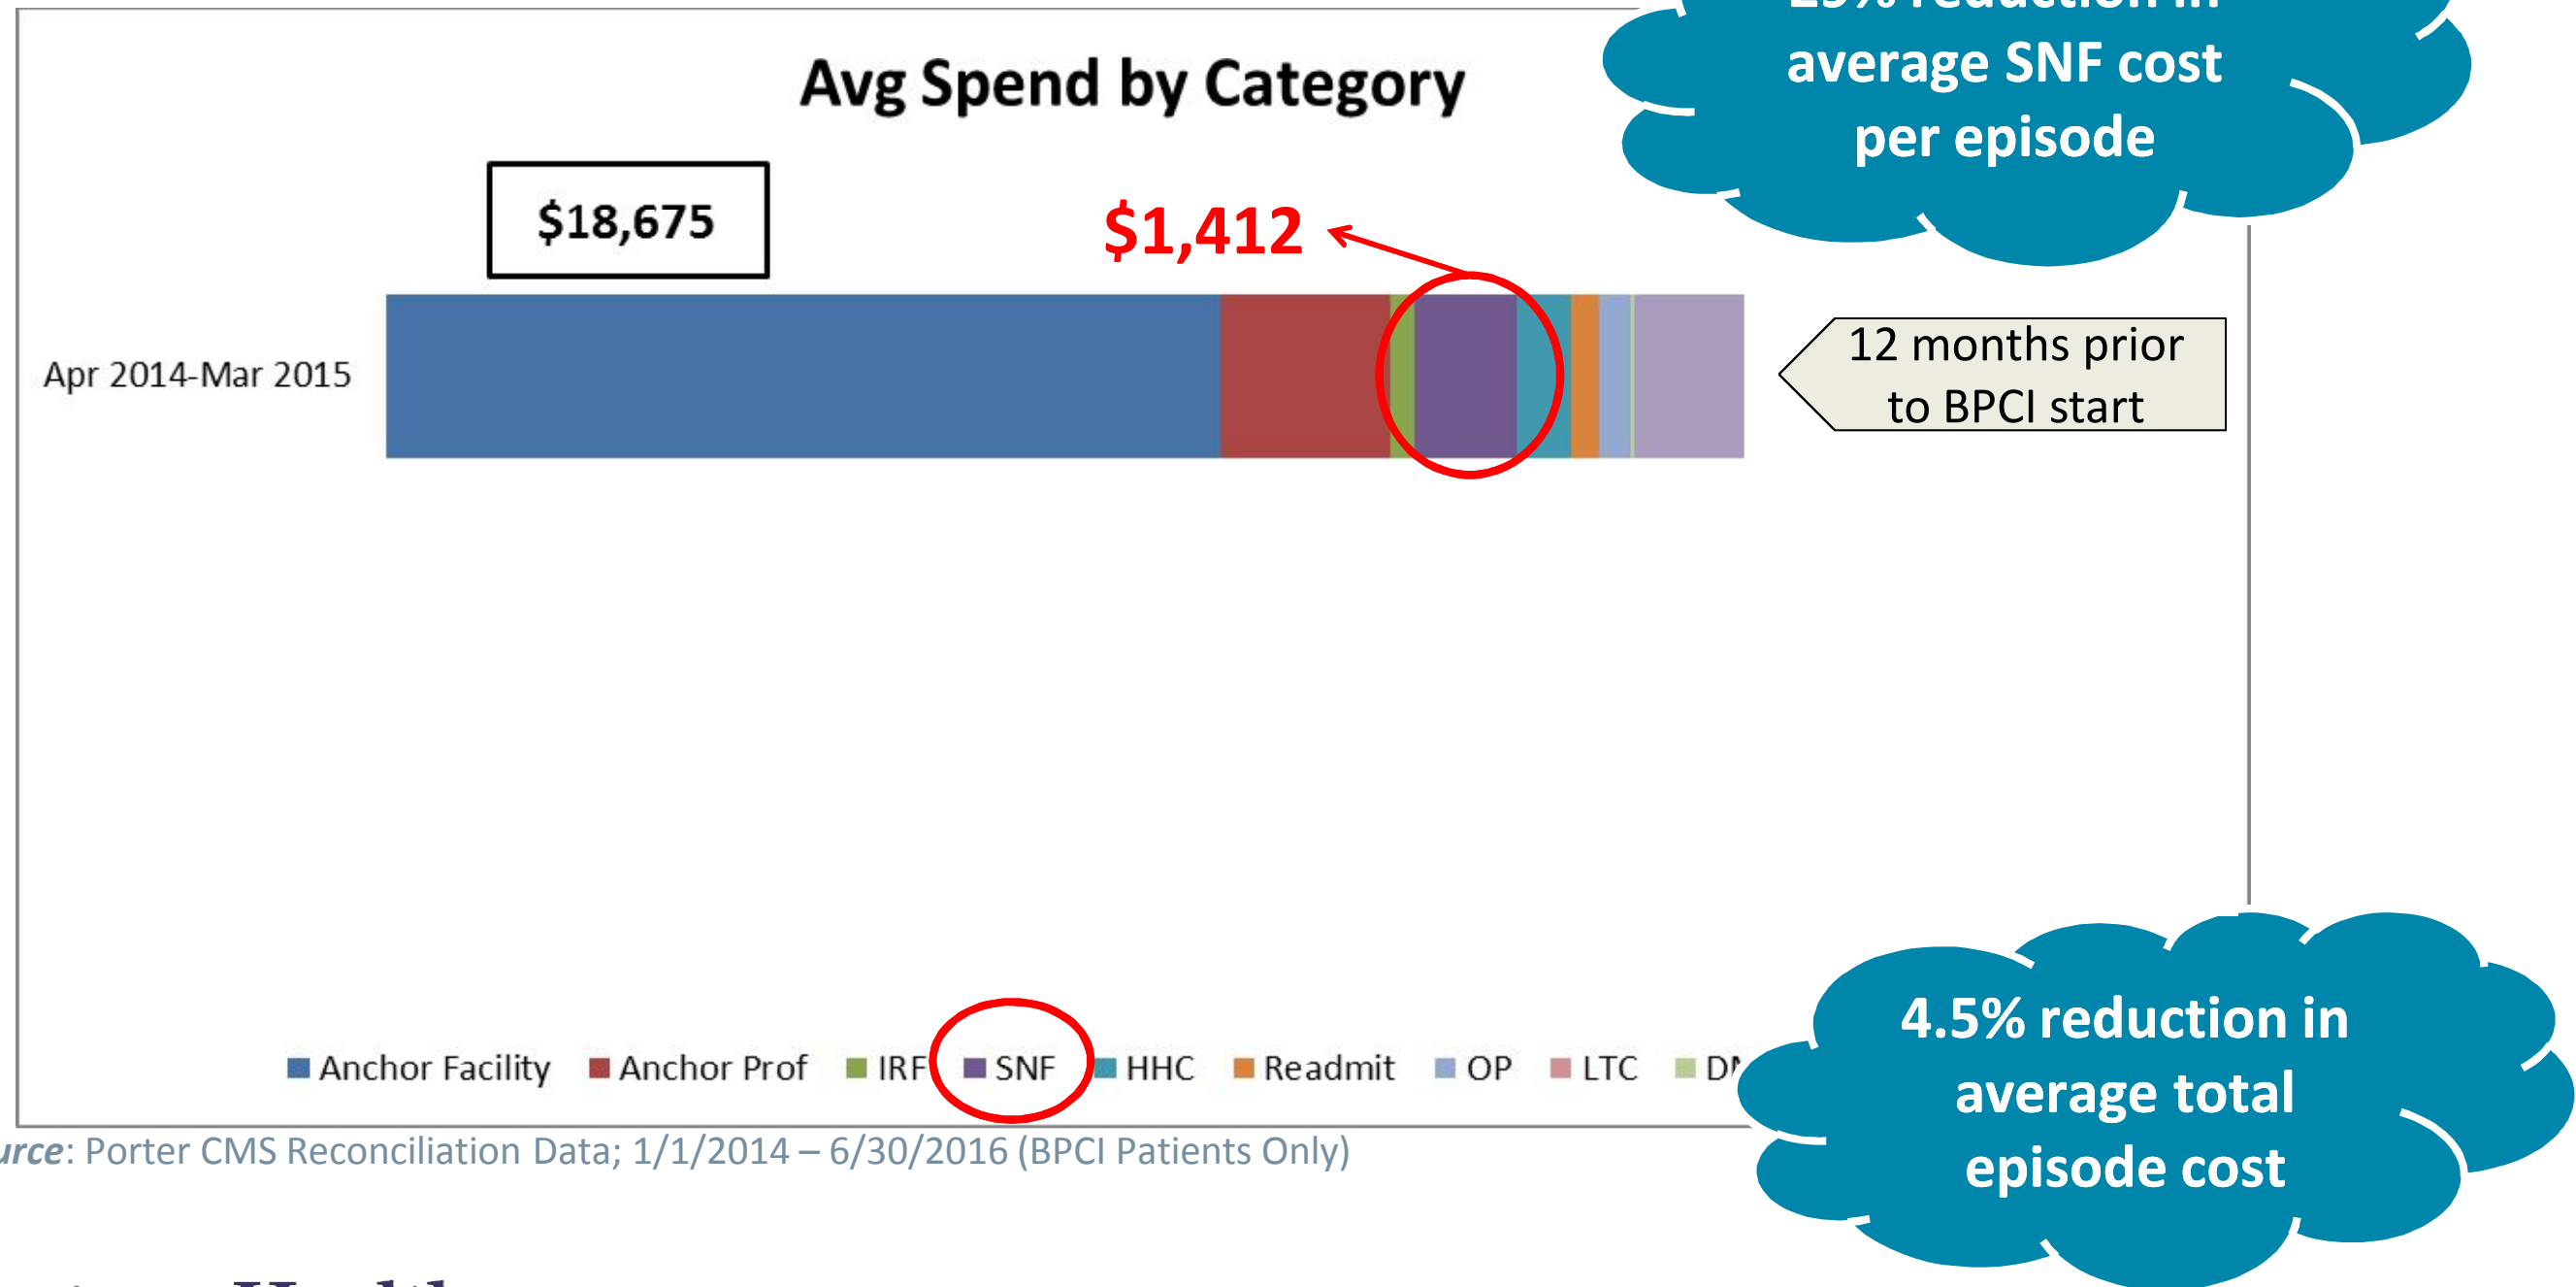 reduction in
average SNF cost
per episode
Avg Spend by Category
$18,675
$1,412
Apr 2014-Mar 2015
12 months prior
to BPCI start
Anchor Facility Anchor Prof IRF SNF HHC Readmit OP LTC
4.5% reduction in
average total
episode cost
: Porter CMS Reconciliation Data; 1/1/2014 – 6/30/2016 (BPCI Patients Only)